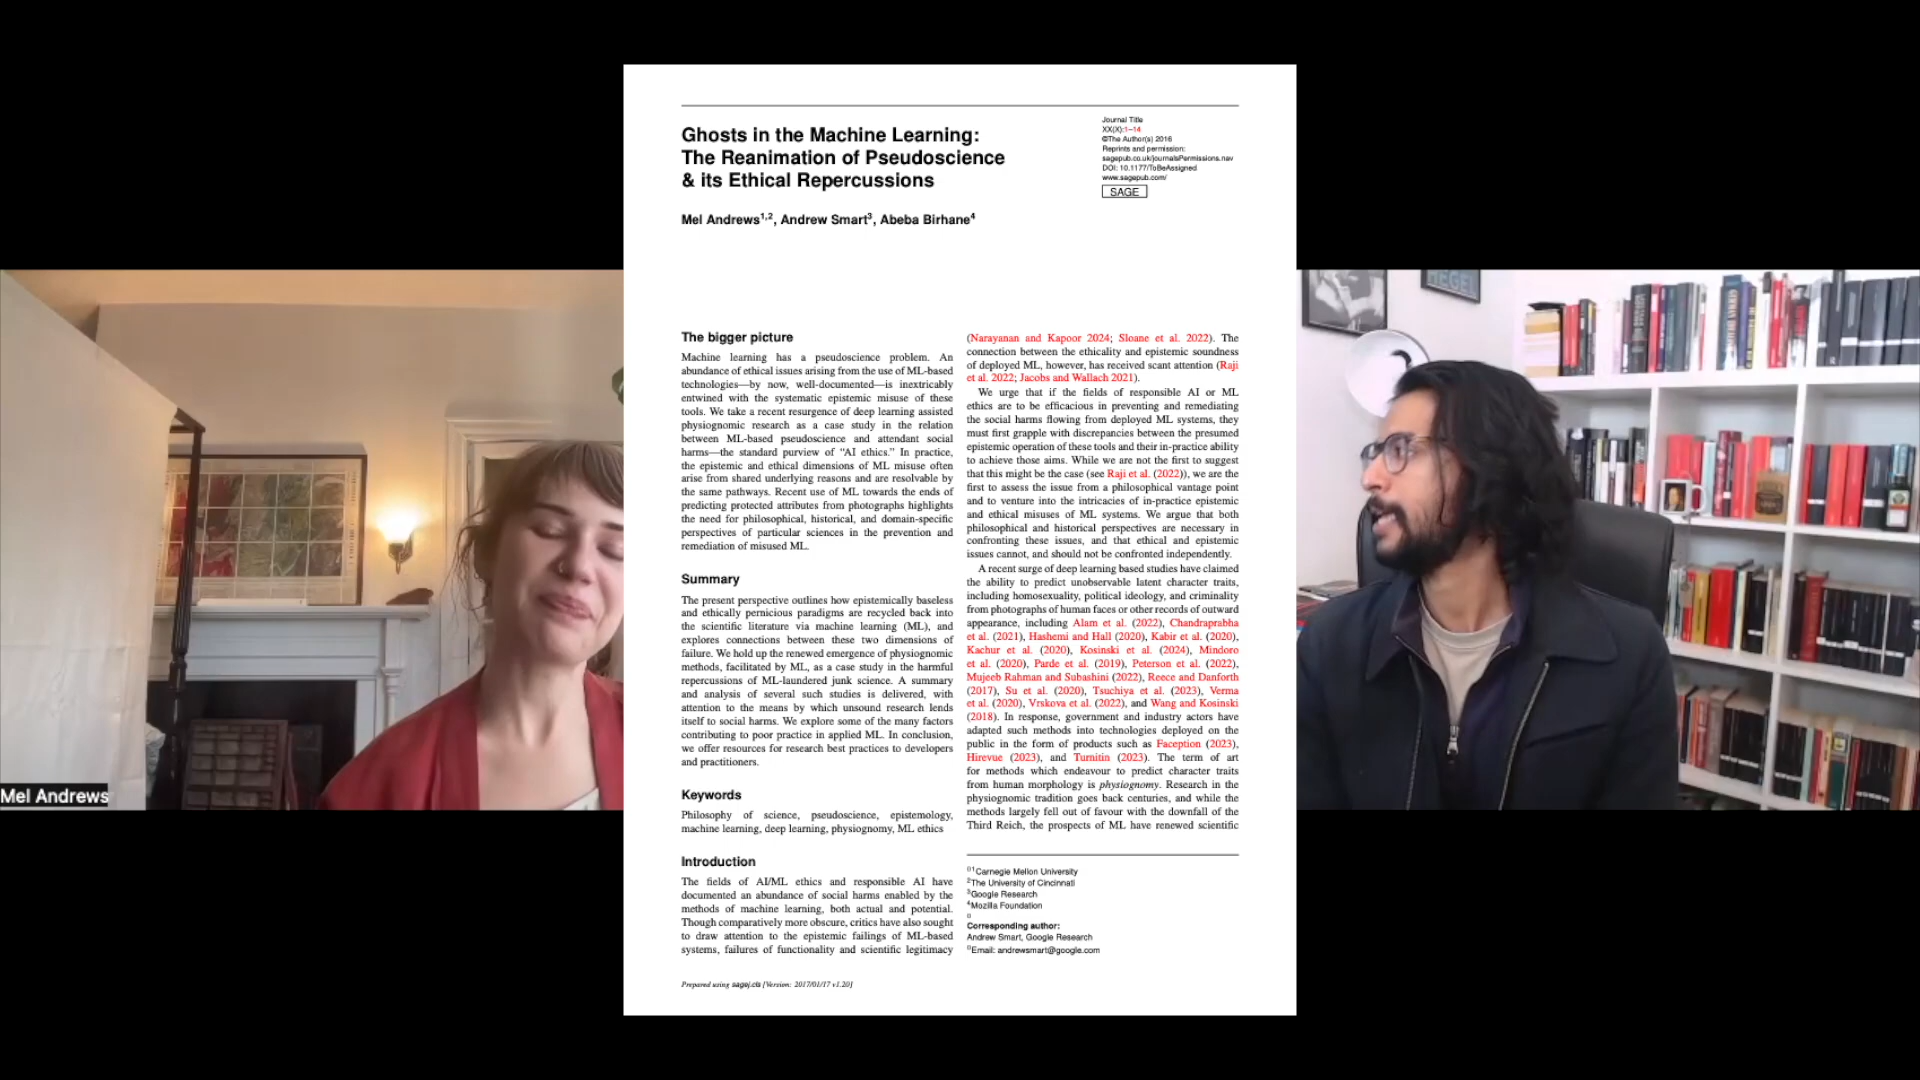 Ghosts in the Machine Learning:
The Reanimation of Pseudoscience
& its Ethical Repercussions
Journal Title
XX(X):1–14
©The Author(s) 2016
Reprints and permission:
sagepub.co.uk/journalsPermissions.nav
DOI: 10.1177/ToBeAssigned
www.sagepub.com/
SAGE
Mel Andrews1,2, Andrew Smart3, Abeba Birhane4
The bigger picture
Machine learning has a pseudoscience problem. An
abundance of ethical issues arising from the use of ML-based
technologies—by now, well-documented—is inextricably
entwined with the systematic epistemic misuse of these
tools. We take a recent resurgence of deep learning assisted
physiognomic research as a case study in the relation
between ML-based pseudoscience and attendant social
harms—the standard purview of “AI ethics.” In practice,
the epistemic and ethical dimensions of ML misuse often
arise from shared underlying reasons and are resolvable by
the same pathways. Recent use of ML towards the ends of
predicting protected attributes from photographs highlights
the need for philosophical, historical, and domain-specific
perspectives of particular sciences in the prevention and
remediation of misused ML.
Summary
The present perspective outlines how epistemically baseless
and ethically pernicious paradigms are recycled back into
the scientific literature via machine learning (ML), and
explores connections between these two dimensions of
failure. We hold up the renewed emergence of physiognomic
methods, facilitated by ML, as a case study in the harmful
repercussions of ML-laundered junk science. A summary
and analysis of several such studies is delivered, with
attention to the means by which unsound research lends
itself to social harms. We explore some of the many factors
contributing to poor practice in applied ML. In conclusion,
we offer resources for research best practices to developers
and practitioners.
Keywords
Philosophy of science, pseudoscience, epistemology,
machine learning, deep learning, physiognomy, ML ethics
Introduction
The fields of AI/ML ethics and responsible AI have
documented an abundance of social harms enabled by the
methods of machine learning, both actual and potential.
Though comparatively more obscure, critics have also sought
to draw attention to the epistemic failings of ML-based
systems, failures of functionality and scientific legitimacy
(Narayanan and Kapoor 2024; Sloane et al. 2022). The
connection between the ethicality and epistemic soundness
of deployed ML, however, has received scant attention (Raji
et al. 2022; Jacobs and Wallach 2021).
We urge that if the fields of responsible AI or ML
ethics are to be efficacious in preventing and remediating
the social harms flowing from deployed ML systems, they
must first grapple with discrepancies between the presumed
epistemic operation of these tools and their in-practice ability
to achieve those aims. While we are not the first to suggest
that this might be the case (see Raji et al. (2022)), we are the
first to assess the issue from a philosophical vantage point
and to venture into the intricacies of in-practice epistemic
and ethical misuses of ML systems. We argue that both
philosophical and historical perspectives are necessary in
confronting these issues, and that ethical and epistemic
issues cannot, and should not be confronted independently.
A recent surge of deep learning based studies have claimed
the ability to predict unobservable latent character traits,
including homosexuality, political ideology, and criminality
from photographs of human faces or other records of outward
appearance, including Alam et al. (2022), Chandraprabha
et al. (2021), Hashemi and Hall (2020), Kabir et al. (2020),
Kachur et al. (2020), Kosinski et al. (2024), Mindoro
et al. (2020), Parde et al. (2019), Peterson et al. (2022),
Mujeeb Rahman and Subashini (2022), Reece and Danforth
(2017), Su et al. (2020), Tsuchiya et al. (2023), Verma
et al. (2020), Vrskova et al. (2022), and Wang and Kosinski
(2018). In response, government and industry actors have
adapted such methods into technologies deployed on the
public in the form of products such as Faception (2023),
Hirevue (2023), and Turnitin (2023). The term of art
for methods which endeavour to predict character traits
from human morphology is physiognomy. Research in the
physiognomic tradition goes back centuries, and while the
methods largely fell out of favour with the downfall of the
Third Reich, the prospects of ML have renewed scientific
0 1Carnegie Mellon University
2The University of Cincinnati
3Google Research
4Mozilla Foundation
0
Corresponding author:
Andrew Smart, Google Research
0Email: andrewsmart@google.com
Prepared using sagej.cls [Version: 2017/01/17 v1.20]
Mel Andrews
HEGEL